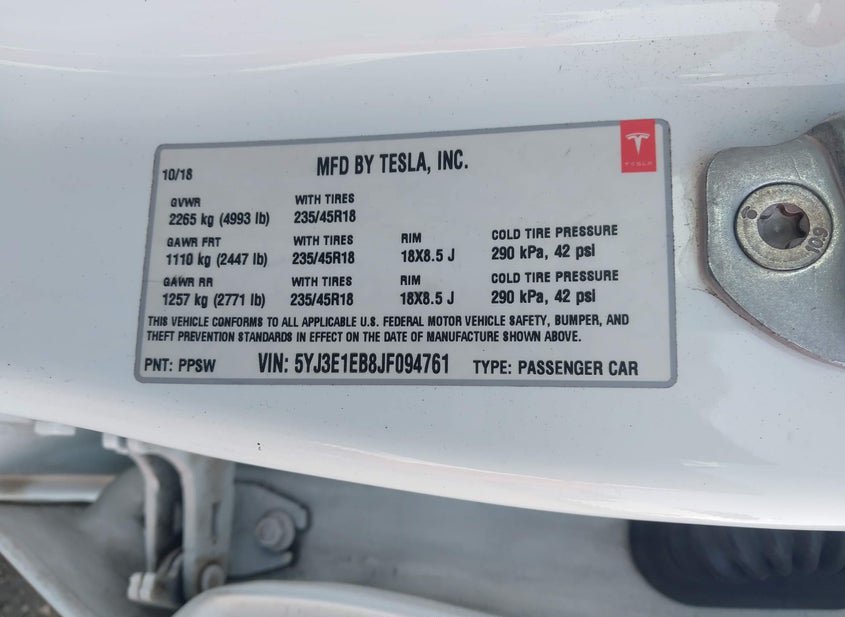 TESLA
10/18
MFD BY TESLA, INC.
GVWR WITH TIRES
2265 kg (4993 lb) 235/45R18
GAWR FRT WITH TIRES RIM COLD TIRE PRESSURE
1110 kg (2447 lb) 235/45R18 18X8.5 J 290 kPa, 42 psi
GAWR RR WITH TIRES RIM COLD TIRE PRESSURE
1257 kg (2771 lb) 235/45R18 18X8.5 J 290 kPa, 42 psi
THIS VEHICLE CONFORMS TO ALL APPLICABLE U.S. FEDERAL MOTOR VEHICLE SAFETY, BUMPER, AND
THEFT PREVENTION STANDARDS IN EFFECT ON THE DATE OF MANUFACTURE SHOWN ABOVE.
PNT: PPSW VIN: 5YJ3E1EB8JF094761 TYPE: PASSENGER CAR
10.9